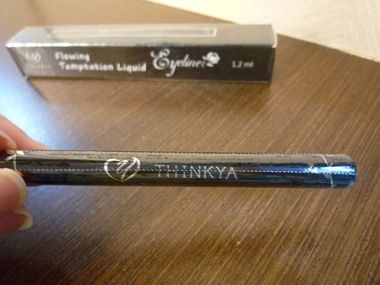 Flowing
Temptation Liquid
Eyeliner
1.2 ml
THINKYA